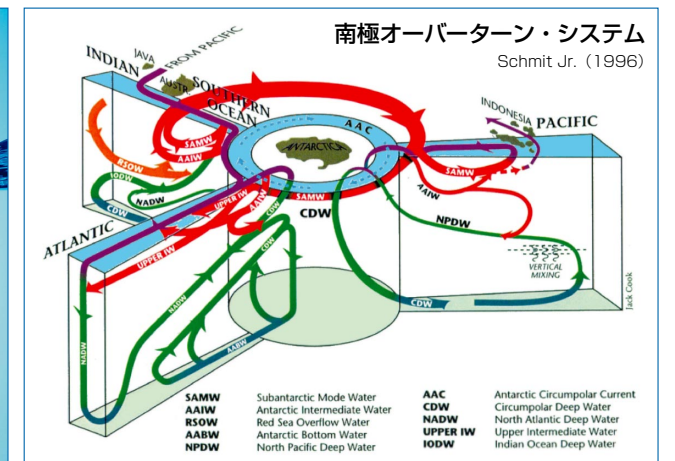 南極オーバーターン・システム
Schmit Jr.（1996）
JAVA
FROM PACIFIC
INDIAN
AUSTR.
SOUTHERN
OCEAN
AAC
INDONESIA
PACIFIC
ANTARCTICA
SAMW
AAIW
RSOW
IODW
NADW
CDW
UPPER IW
AAIW
SAMW
CDW
CDW
SAMW
AAIW
NPDW
ATLANTIC
UPPER IW
CDW
VERTICAL
MIXING
NADW
NADW
AABW
CDW
Jack Cook
SAMW Subantarctic Mode Water
AAIW Antarctic Intermediate Water
RSOW Red Sea Overflow Water
AABW Antarctic Bottom Water
NPDW North Pacific Deep Water
AAC Antarctic Circumpolar Current
CDW Circumpolar Deep Water
NADW North Atlantic Deep Water
UPPER IW Upper Intermediate Water
IODW Indian Ocean Deep Water